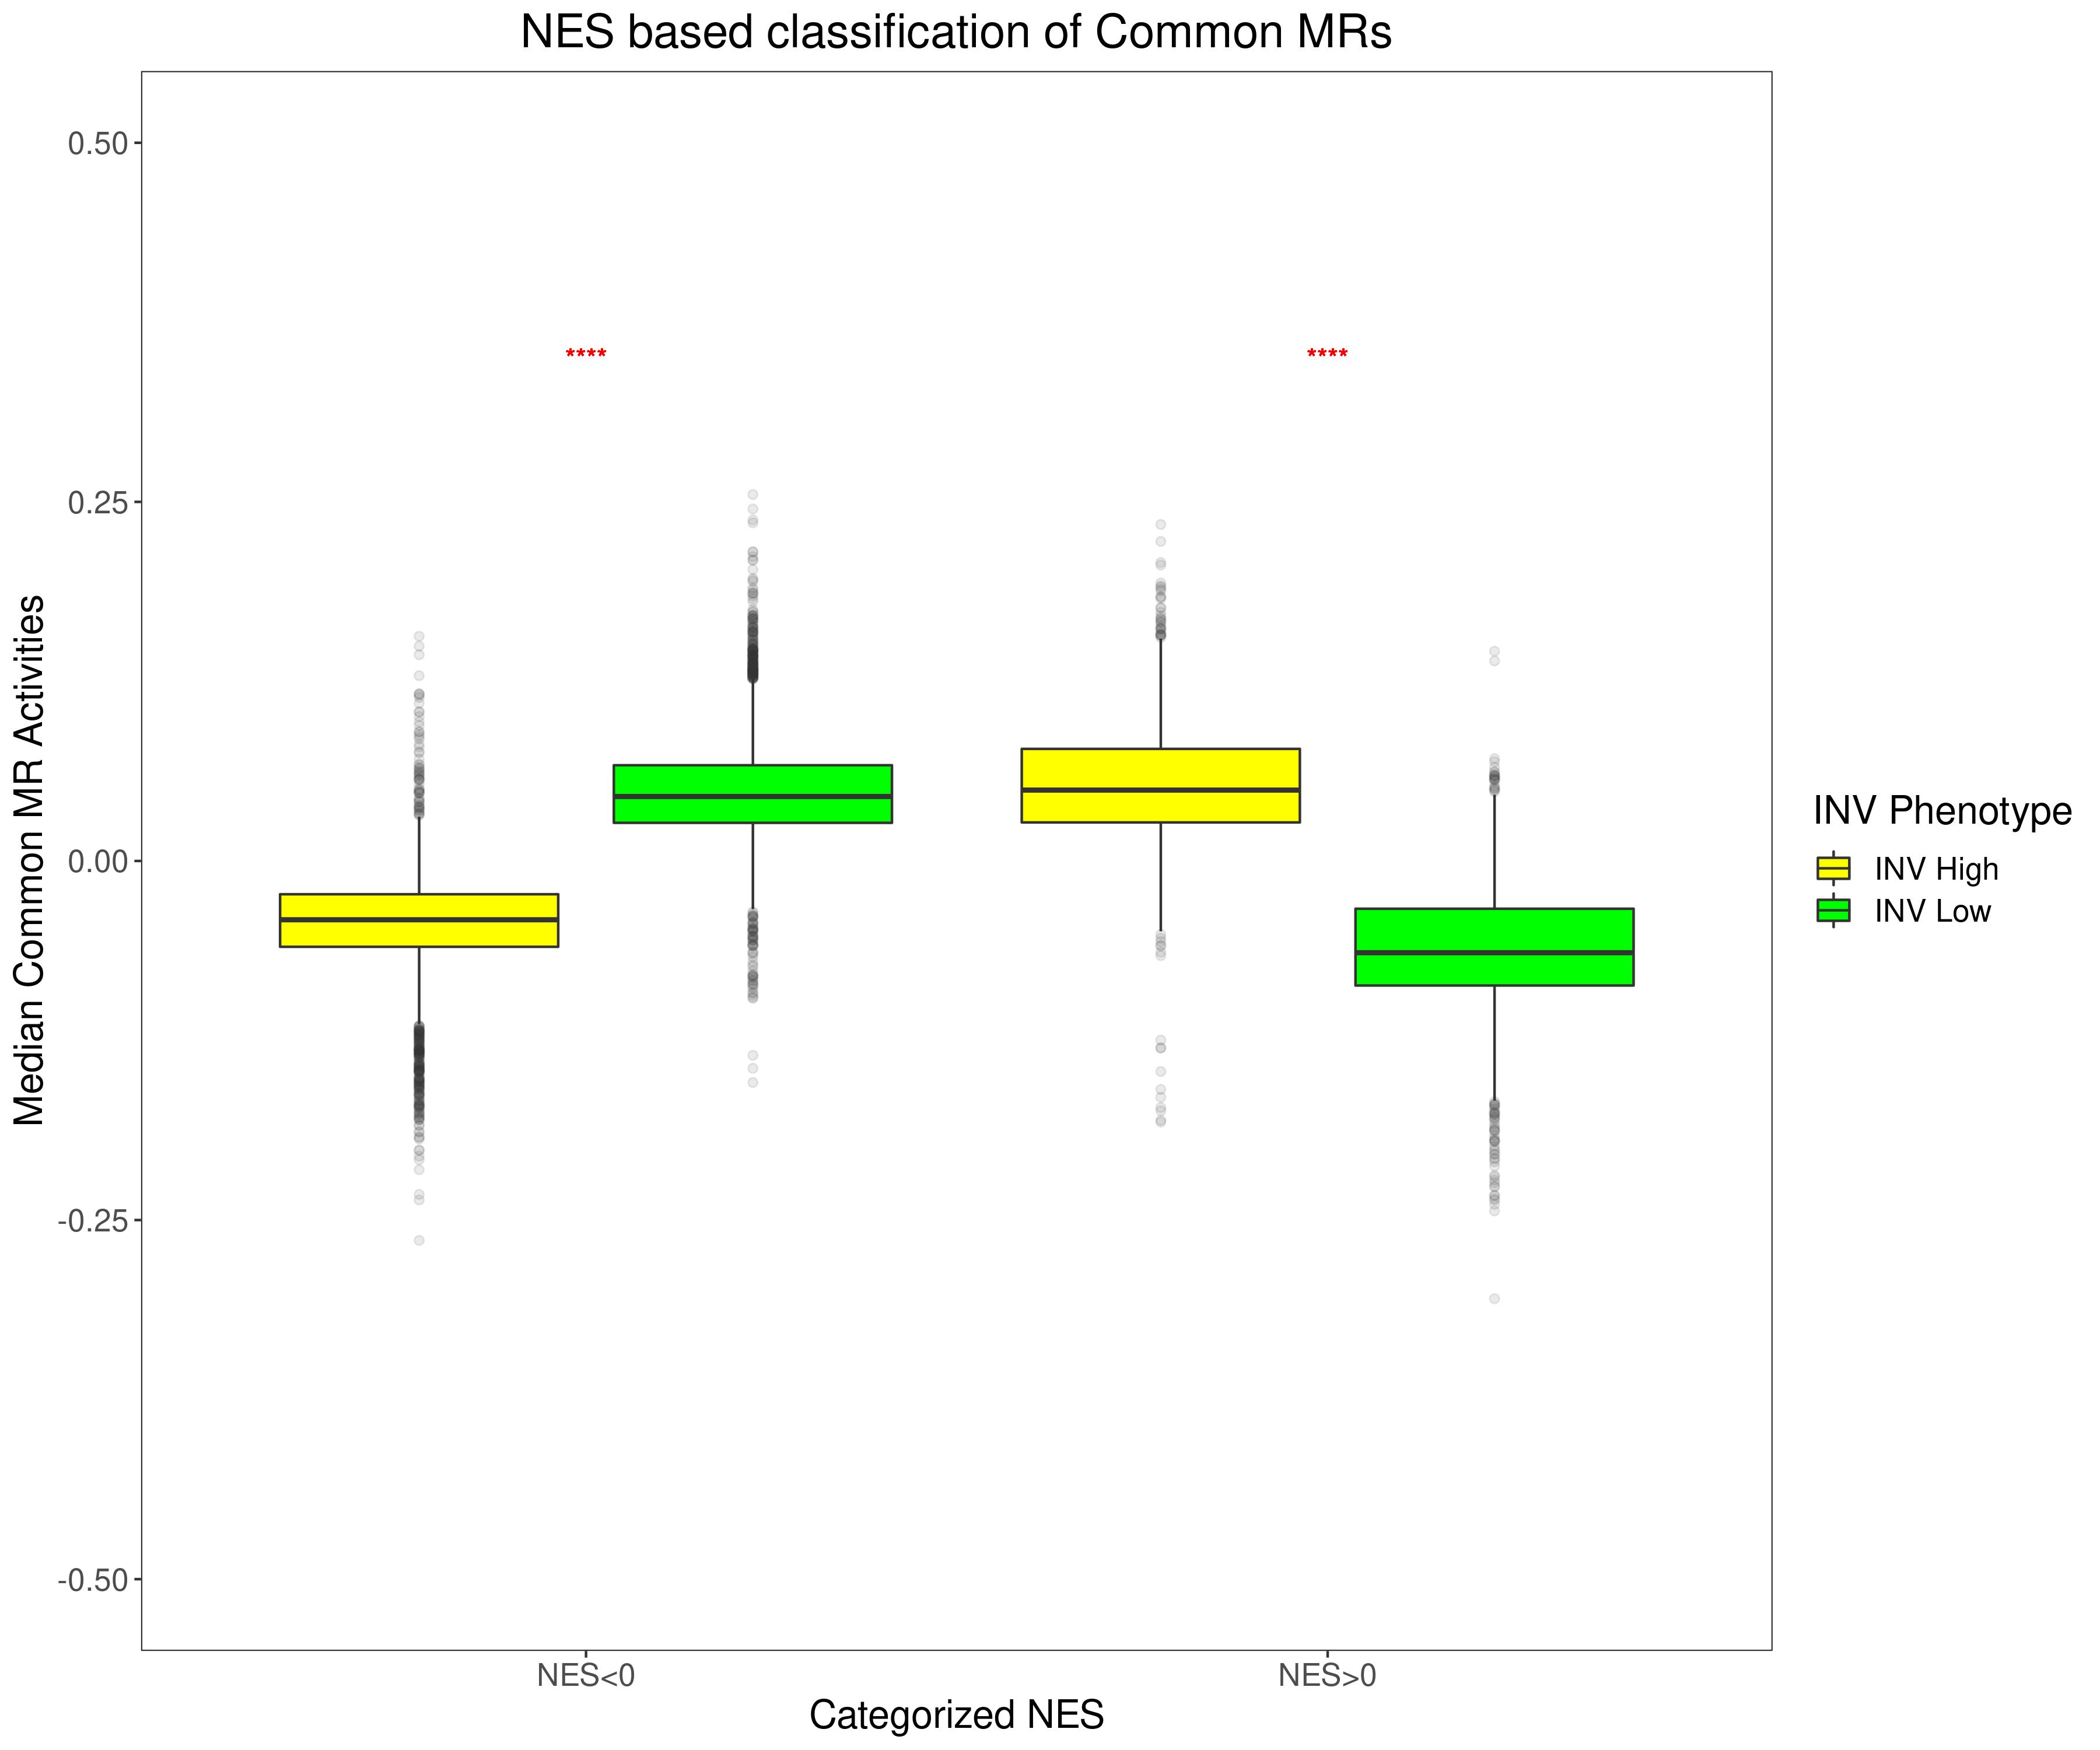 NES based classification of Common MRs
0.50
0.25
0.00
-0.25
-0.50
Median Common MR Activities
****
****
NES<0
NES>0
Categorized NES
INV Phenotype
INV High
INV Low